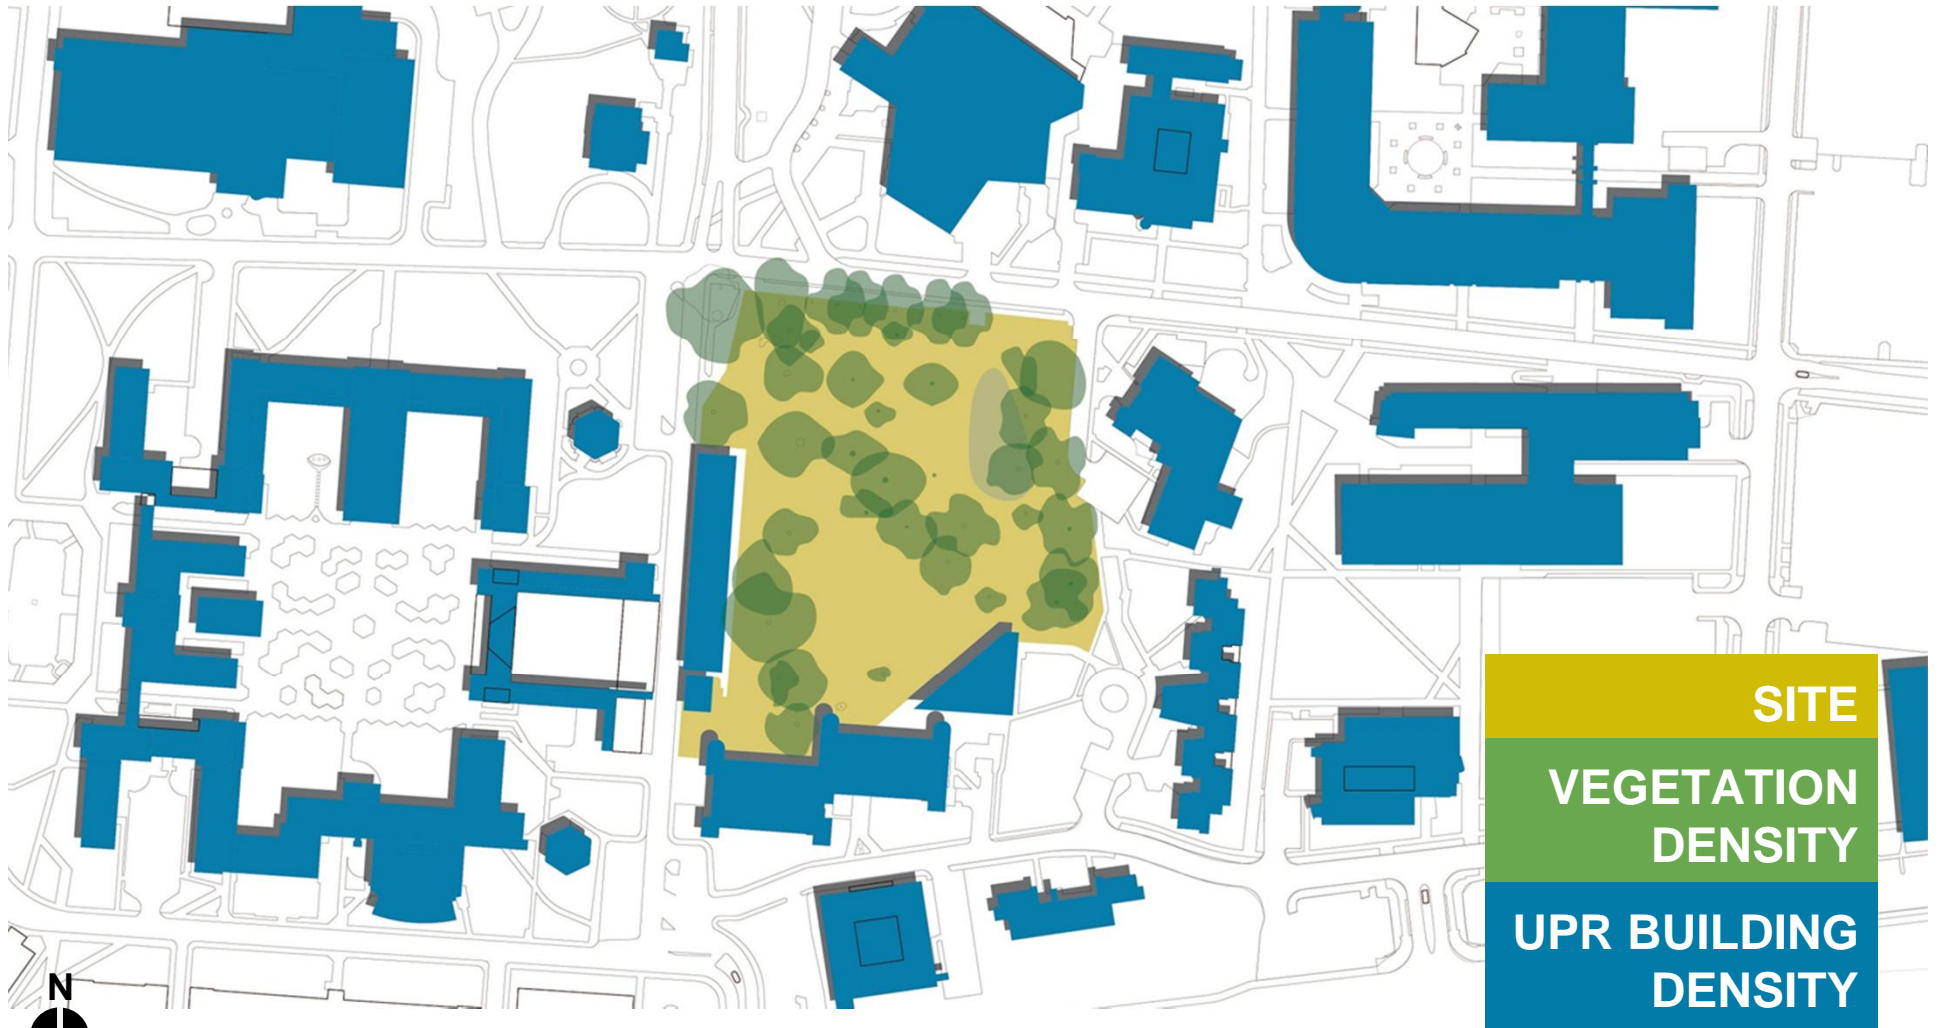 SITE
VEGETATION
DENSITY
UPR BUILDING
DENSITY
N